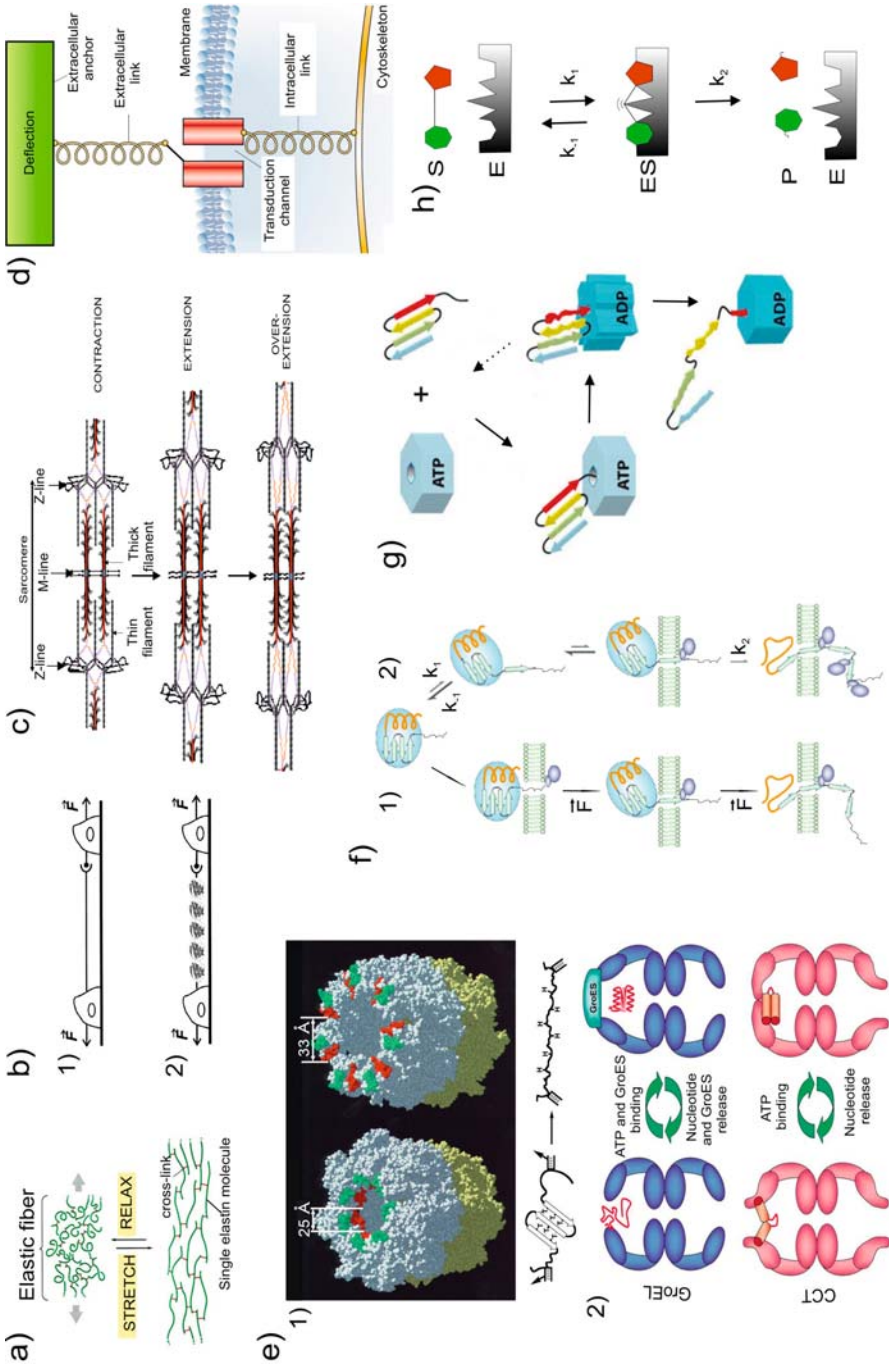 a)
Elastic fiber
STRETCH
RELAX
cross-link
Single elastin molecule
b)
1)
F
F
2)
F
F
c)
Sarcomere
Z-line
M-line
Z-line
Thin
filament
Thick
filament
CONTRACTION
EXTENSION
OVER-
EXTENSION
d)
Deflection
Extracellular
anchor
Extracellular
link
Membrane
Transduction
channel
Intracellular
link
Cytoskeleton
e)
1)
25 Å
33 Å
2)
GroEL
ATP and GroES
binding
Nucleotide
and GroES
release
GroES
CCT
ATP
binding
Nucleotide
release
f)
1)
F
F
2)
k1
k-1
k2
g)
ATP
+
ATP
ADP
ADP
h)
S
E
k-1
k1
ES
k2
P
E